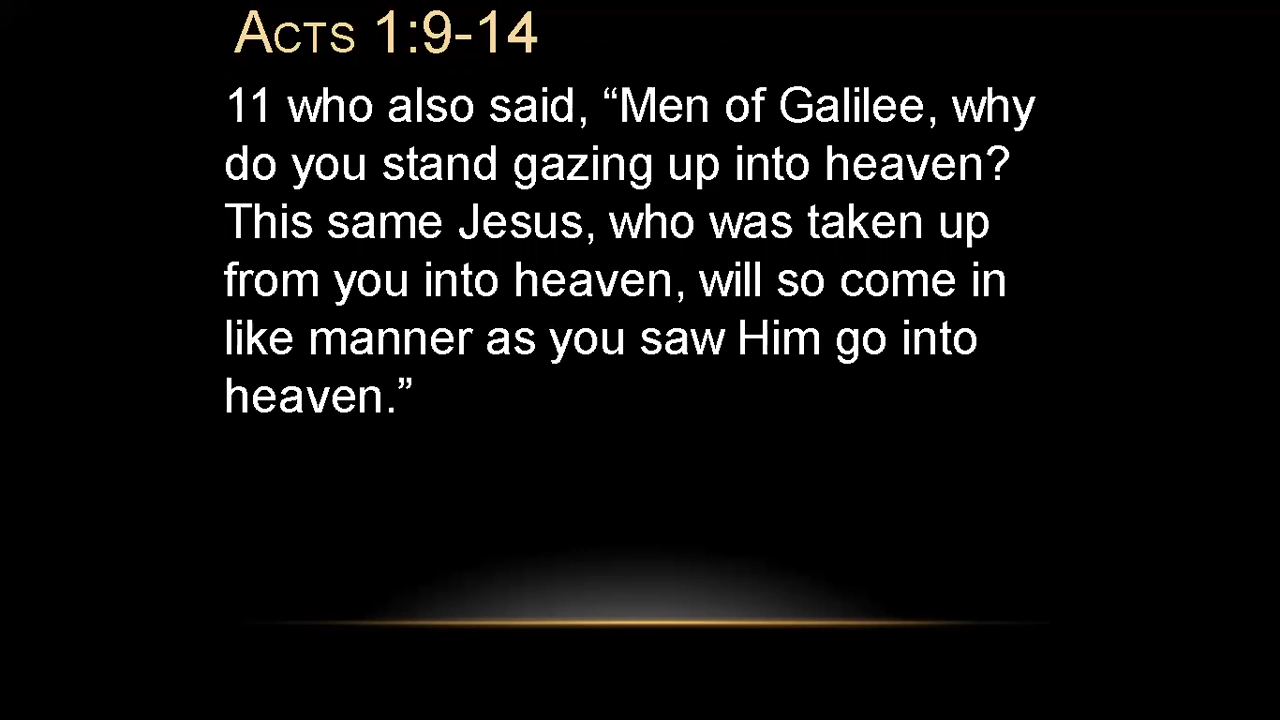 ACTS 1:9-14
11 who also said, “Men of Galilee, why
do you stand gazing up into heaven?
This same Jesus, who was taken up
from you into heaven, will so come in
like manner as you saw Him go into
heaven.”